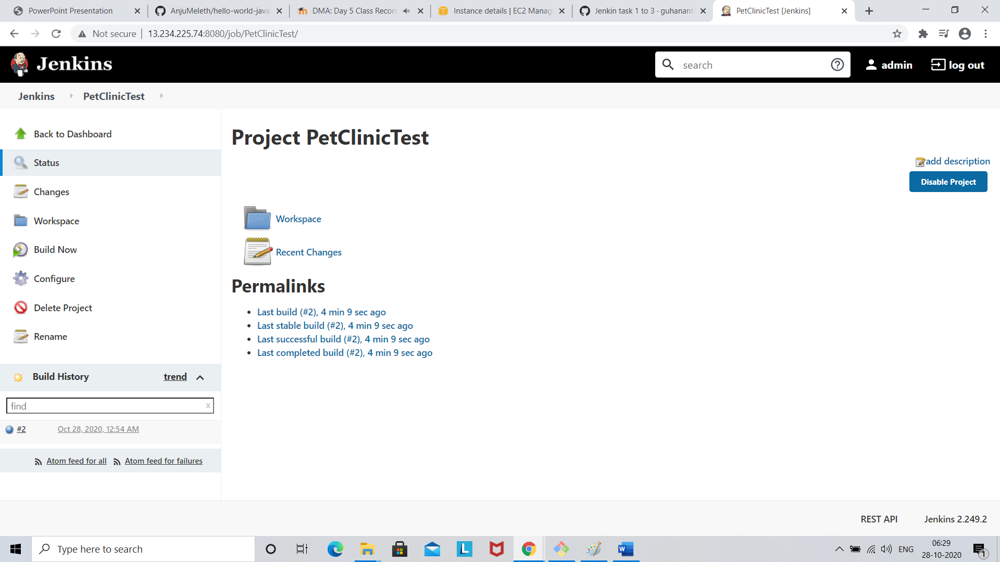 PowerPoint Presentation
AnjuMeleth/hello-world-java
DMA: Day 5 Class Record
Instance details | EC2 Manag
Jenkin task 1 to 3 · guhanant
PetClinicTest [Jenkins]
Not secure | 13.234.225.74:8080/job/PetClinicTest/
Jenkins
search
admin
log out
Jenkins
PetClinicTest
Back to Dashboard
Status
Changes
Workspace
Build Now
Configure
Delete Project
Rename
Build History
trend
find
x
#2
Oct 28, 2020, 12:54 AM
Atom feed for all
Atom feed for failures
Project PetClinicTest
add description
Disable Project
Workspace
Recent Changes
Permalinks
Last build (#2), 4 min 9 sec ago
Last stable build (#2), 4 min 9 sec ago
Last successful build (#2), 4 min 9 sec ago
Last completed build (#2), 4 min 9 sec ago
REST API
Jenkins 2.249.2
Type here to search
L
W
ENG
06:29
28-10-2020
1